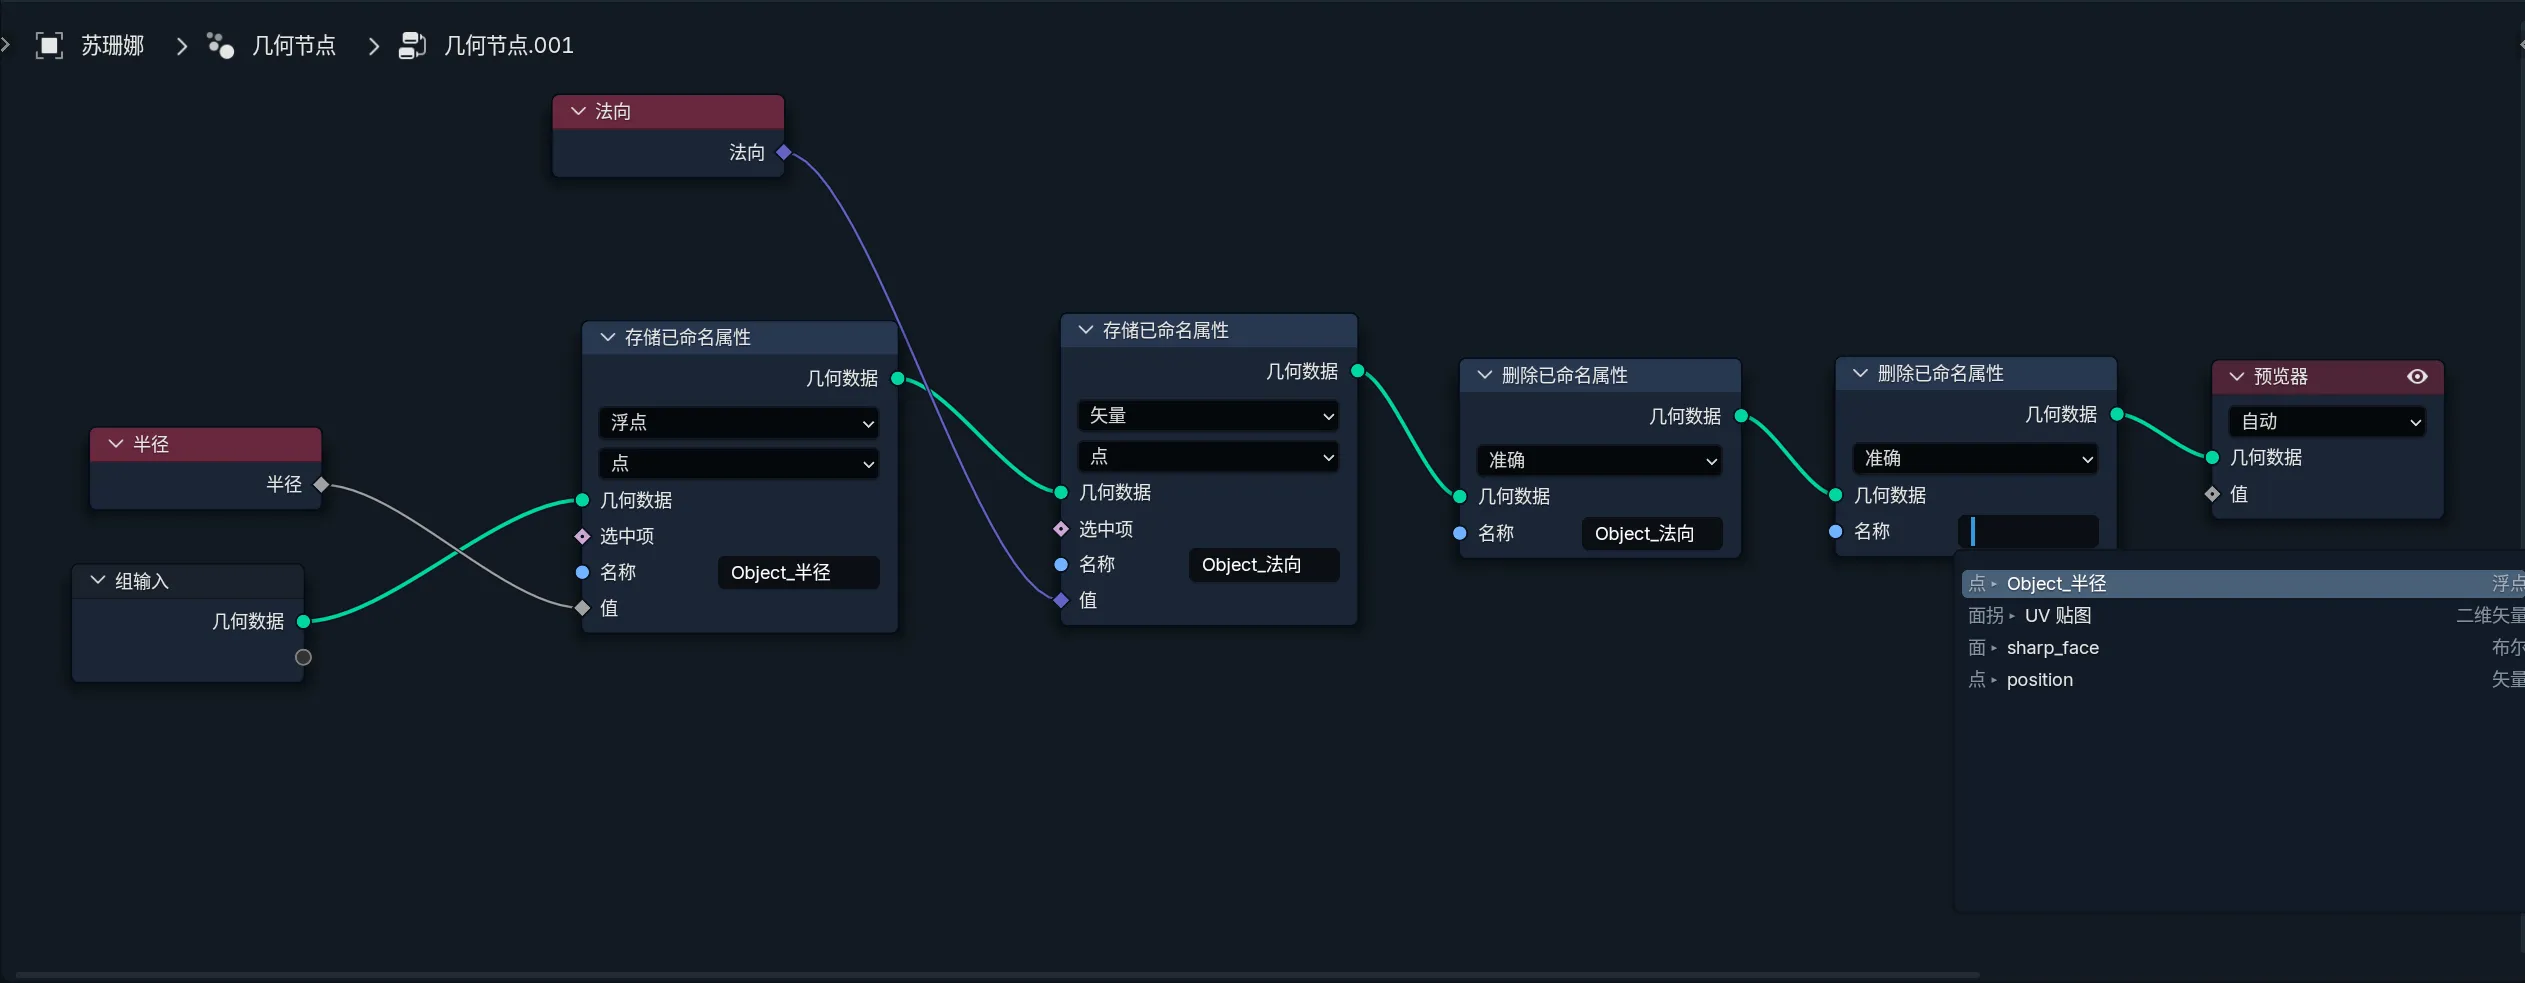 苏珊娜 几何节点 几何节点.001
法向
法向
半径
半径
组输入
几何数据
存储已命名属性
几何数据
浮点
点
几何数据
选中项
名称 Object_半径
值
存储已命名属性
几何数据
矢量
点
几何数据
选中项
名称 Object_法向
值
删除已命名属性
几何数据
准确
几何数据
名称 Object_法向
删除已命名属性
几何数据
准确
几何数据
名称
点 Object_半径 浮点
面拐 UV 贴图 二维矢量
面 sharp_face 布尔
点 position 矢量
预览器
自动
几何数据
值